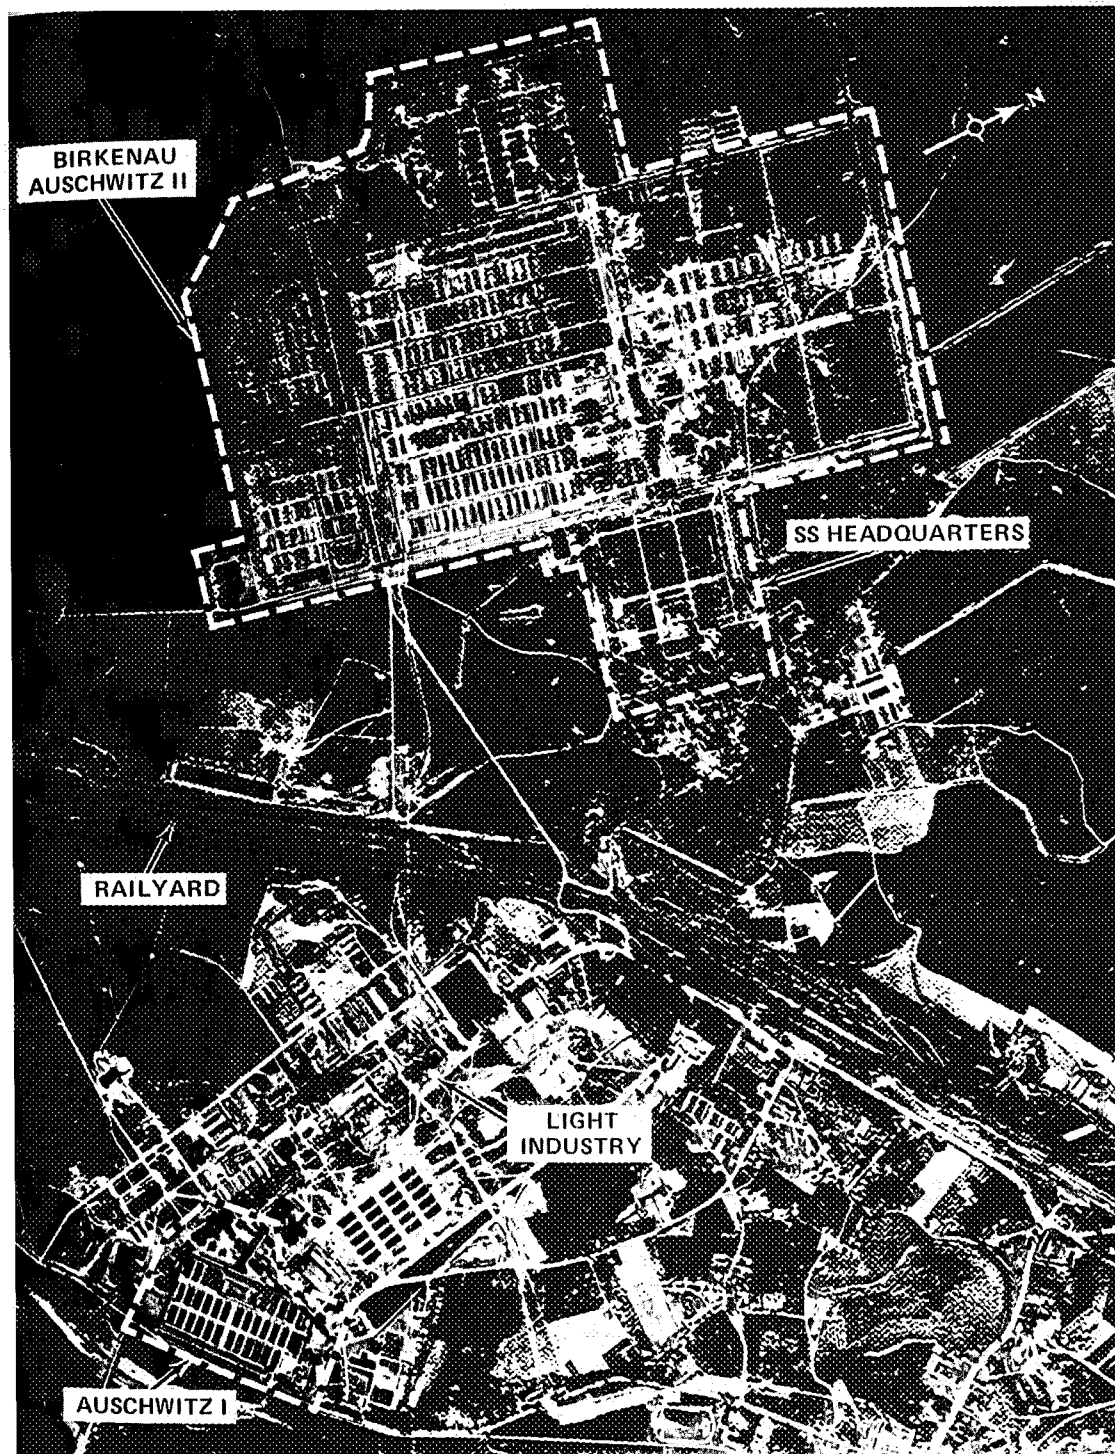 N
BIRKENAU
AUSCHWITZ II
SS HEADQUARTERS
RAILYARD
LIGHT
INDUSTRY
AUSCHWITZ I